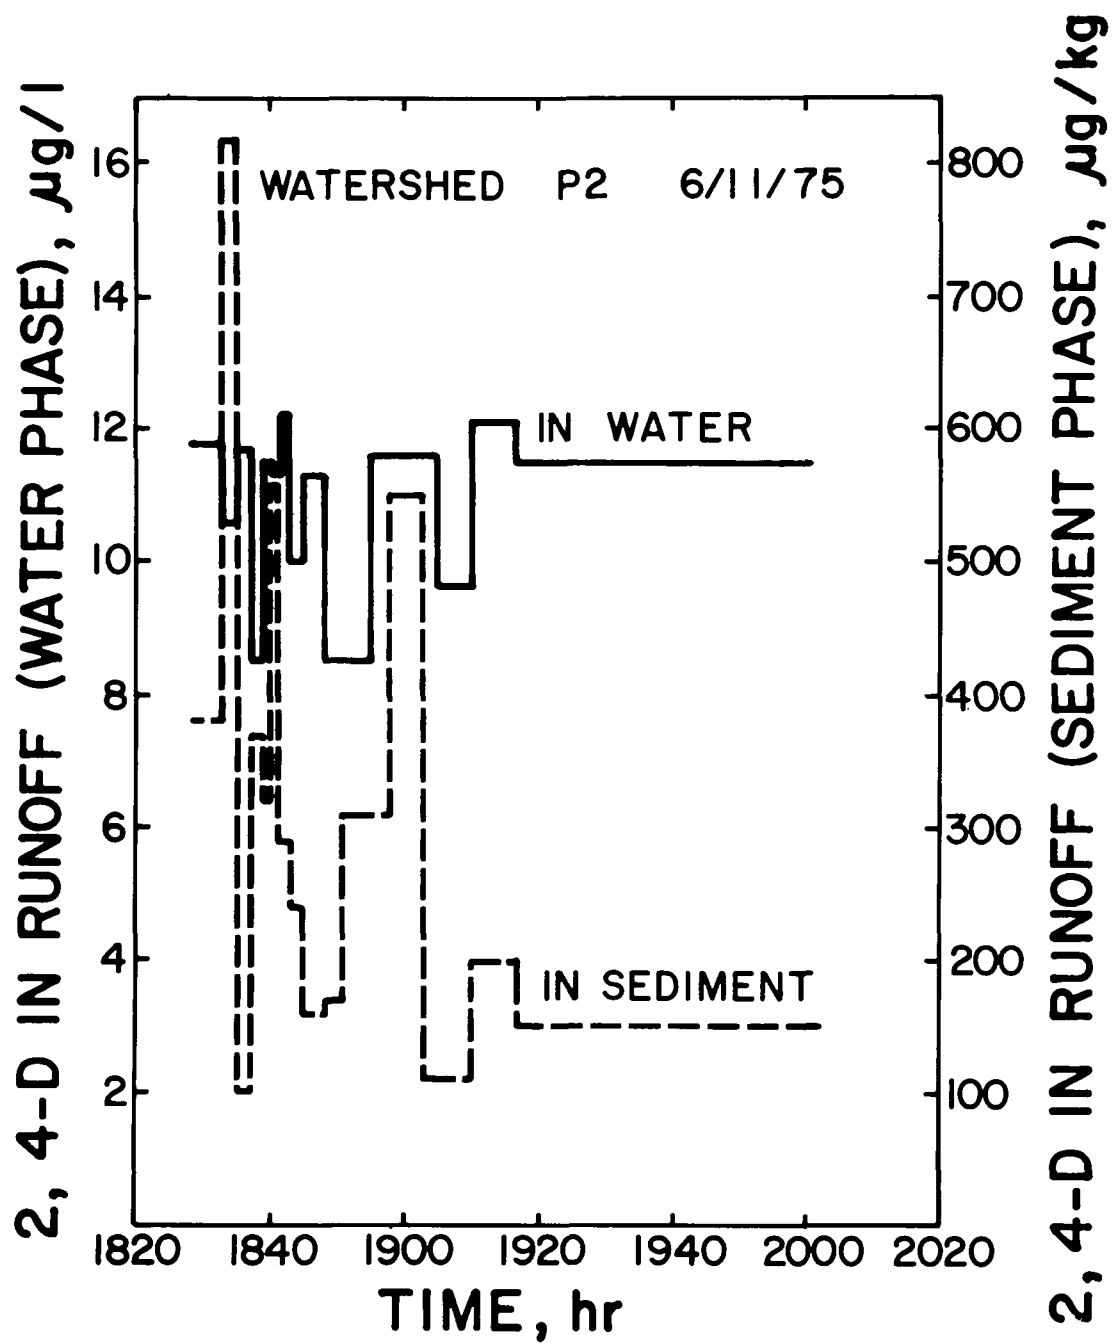 2, 4-D IN RUNOFF (WATER PHASE), µg/l
16
14
12
10
8
6
4
2
WATERSHED P2 6/11/75
IN WATER
IN SEDIMENT
800
700
600
500
400
300
200
100
2, 4-D IN RUNOFF (SEDIMENT PHASE), µg/kg
1820 1840 1900 1920 1940 2000 2020
TIME, hr